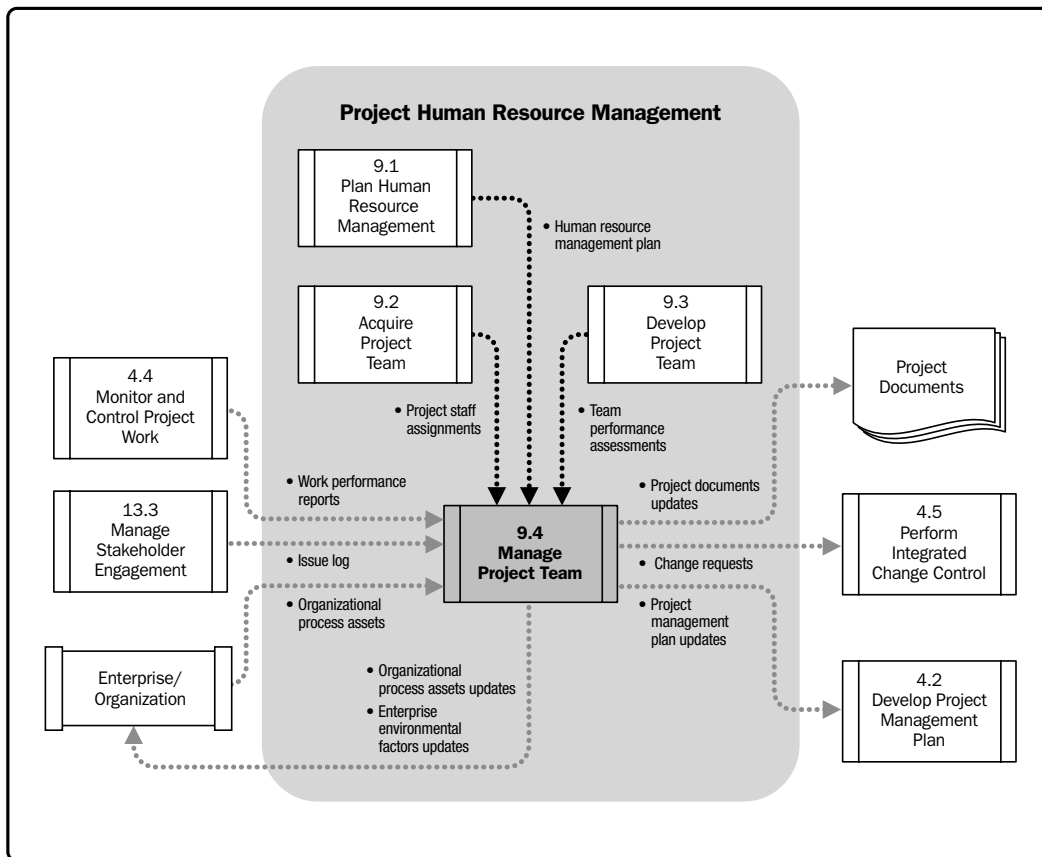 Project Human Resource Management
9.1
Plan Human
Resource
Management
• Human resource
management plan
9.2
Acquire
Project
Team
9.3
Develop
Project
Team
Project
Documents
4.4
Monitor and
Control Project
Work
• Project staff
assignments
• Team
performance
assessments
• Work performance
reports
• Project documents
updates
13.3
Manage
Stakeholder
Engagement
• Issue log
9.4
Manage
Project Team
• Change requests
4.5
Perform
Integrated
Change Control
• Organizational
process assets
• Project
management
plan updates
Enterprise/
Organization
• Organizational
process assets updates
• Enterprise
environmental
factors updates
4.2
Develop Project
Management
Plan